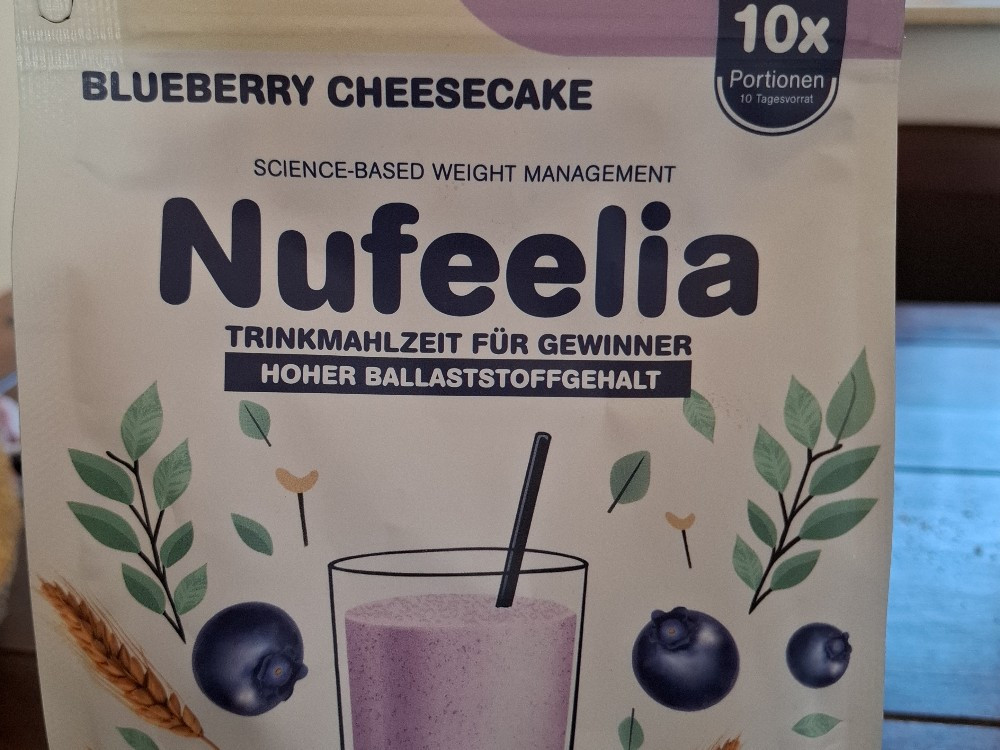 10x
Portionen
10 Tagesvorrat
BLUEBERRY CHEESECAKE
SCIENCE-BASED WEIGHT MANAGEMENT
Nufeelia
TRINKMAHLZEIT FÜR GEWINNER
HOHER BALLASTSTOFFGEHALT